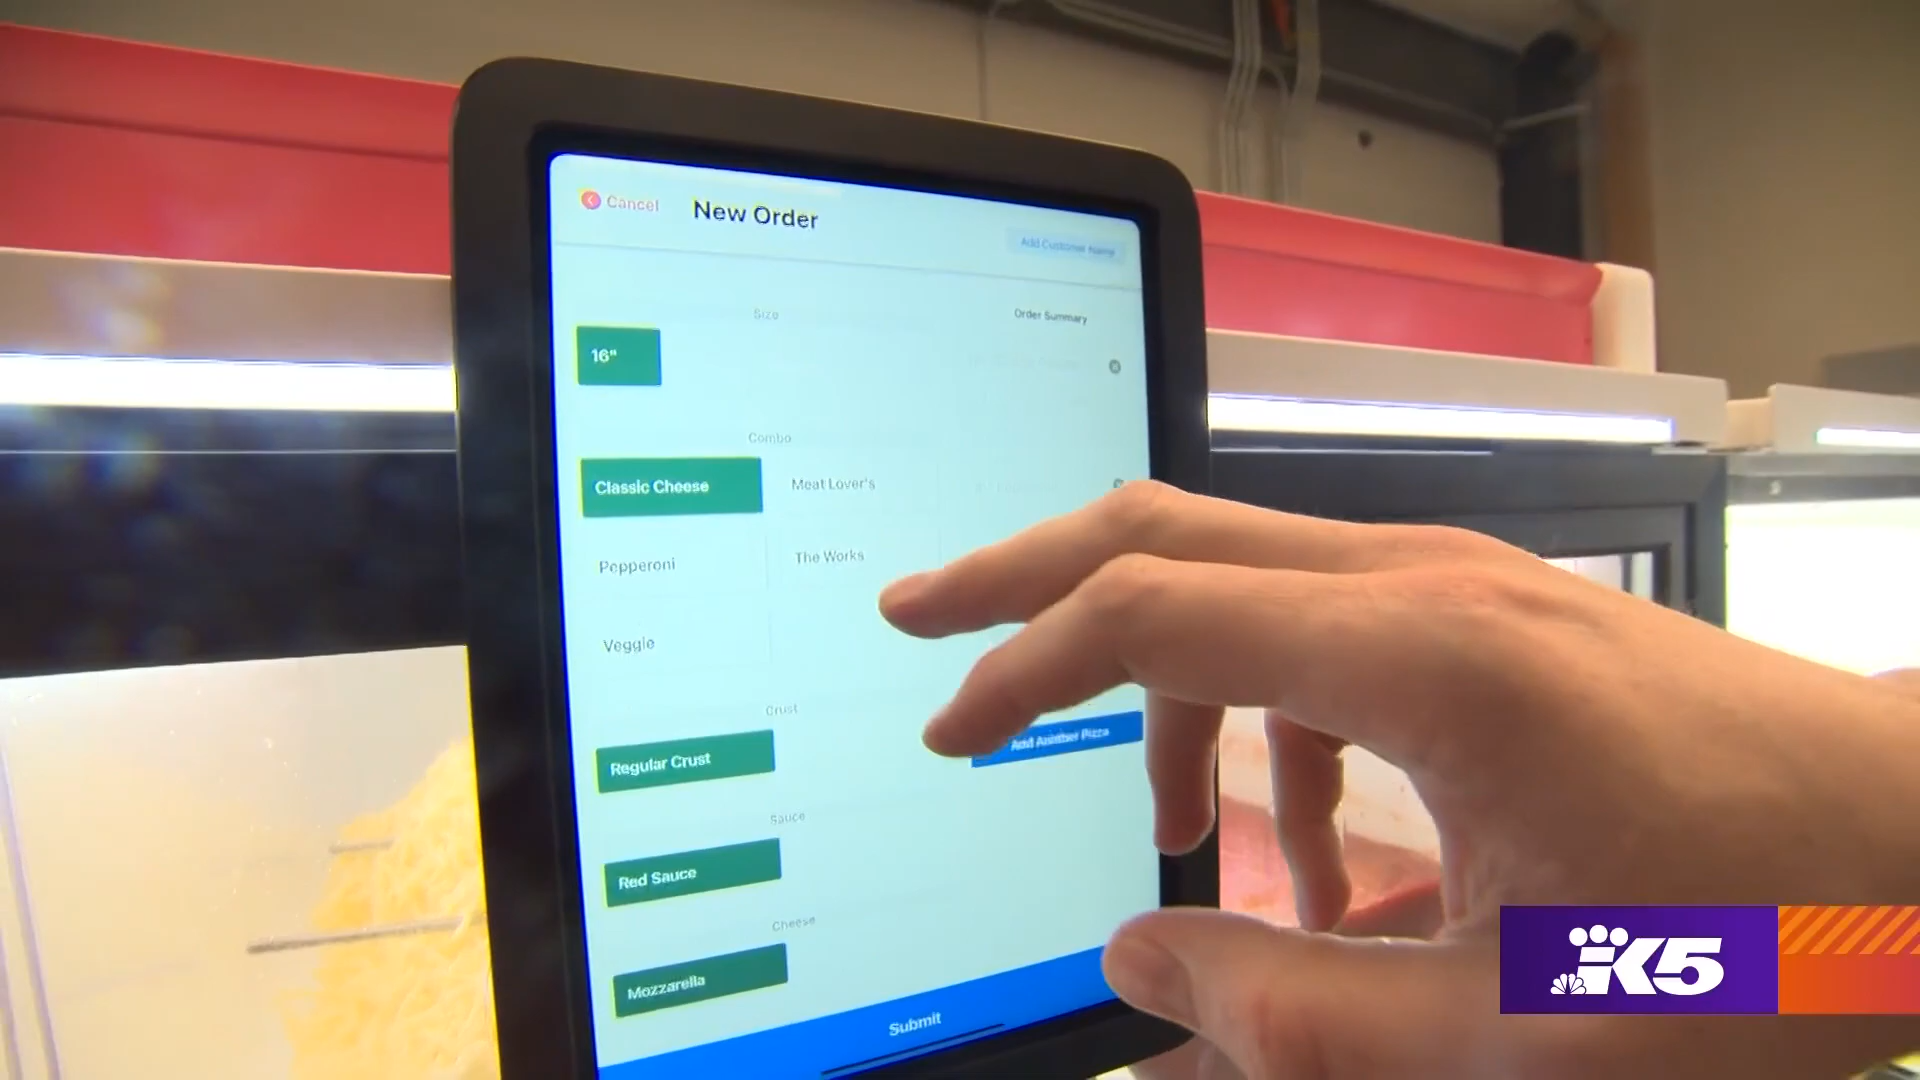 Cancel
New Order
Add Customer Name
Size
Order Summary
16"
Combo
Classic Cheese
Meat Lover's
Pepperoni
The Works
Veggie
Crust
Regular Crust
Add Another Pizza
Sauce
Red Sauce
Cheese
Mozzarella
Submit
K5